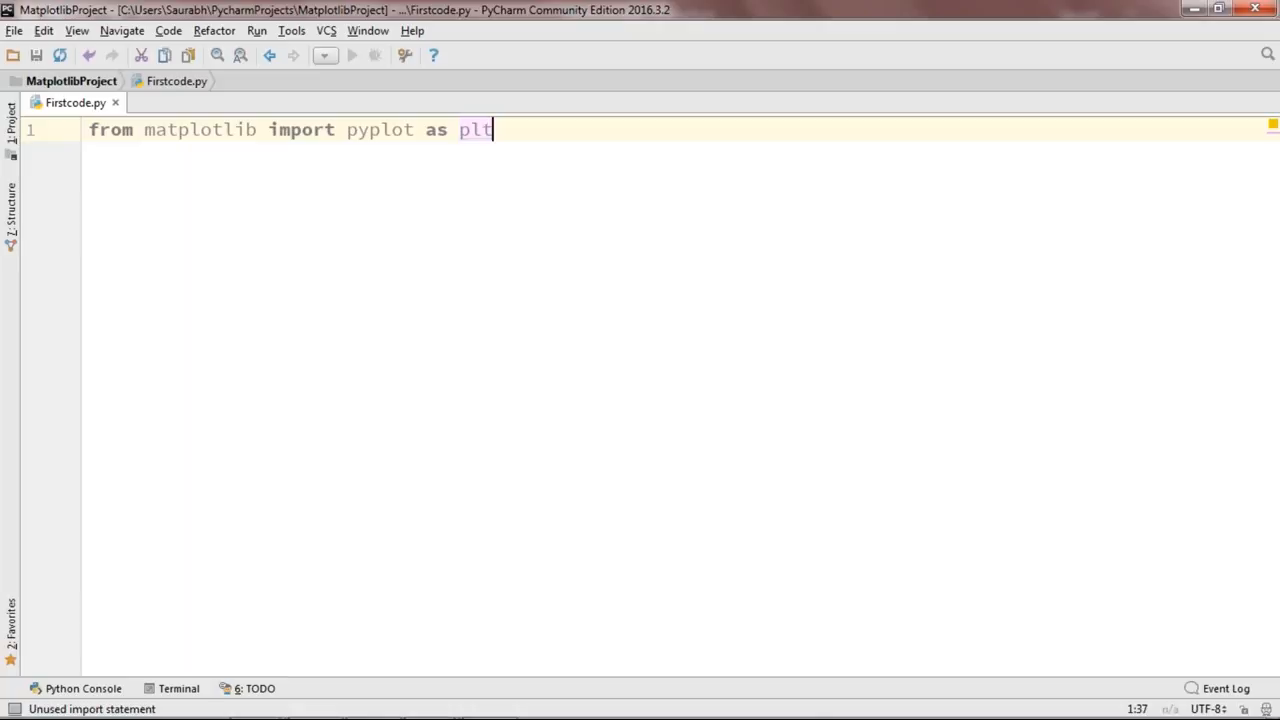 MatplotlibProject - [C:\Users\Saurabh\PycharmProjects\MatplotlibProject] - ...\Firstcode.py - PyCharm Community Edition 2016.3.2
File Edit View Navigate Code Refactor Run Tools VCS Window Help
MatplotlibProject Firstcode.py
Firstcode.py
1 from matplotlib import pyplot as plt
1: Project
7: Structure
2: Favorites
Python Console Terminal 6: TODO Event Log
Unused import statement 1:37 n/a UTF-8